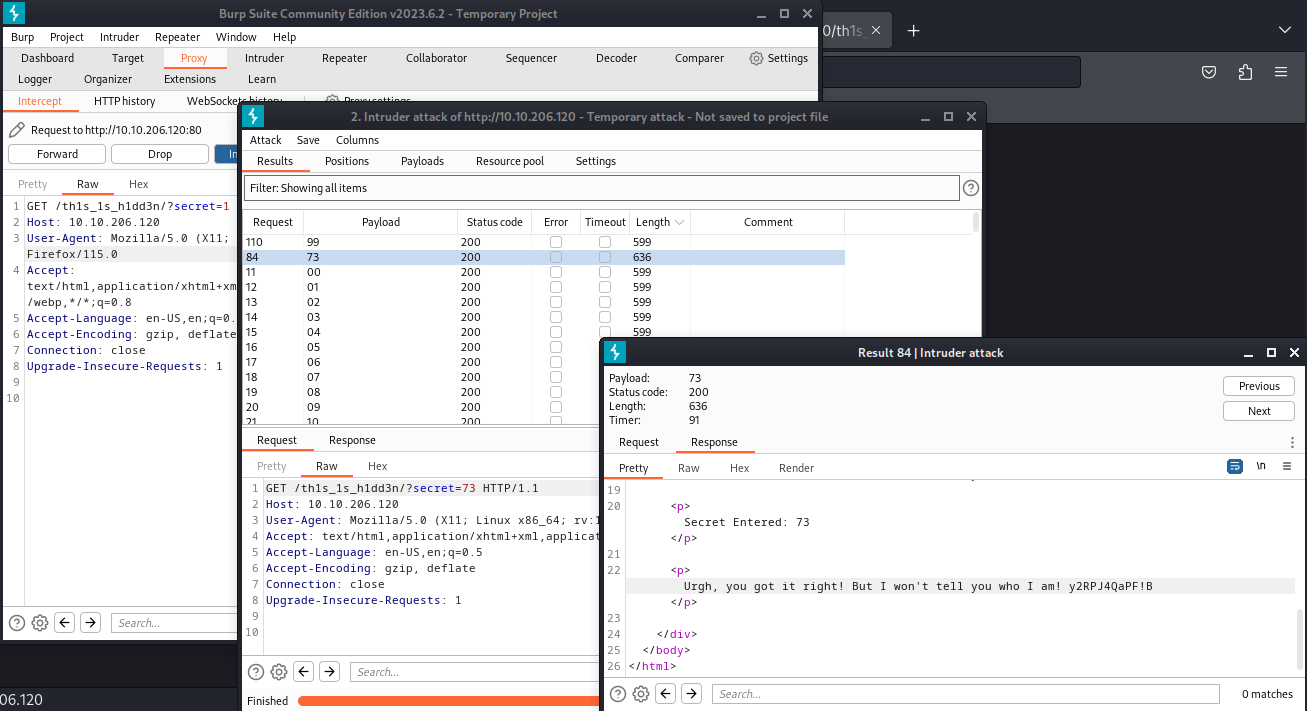 Burp Suite Community Edition v2023.6.2 - Temporary Project
Burp Project Intruder Repeater Window Help
Dashboard Target Proxy Intruder Repeater Collaborator Sequencer Decoder Comparer Settings
Logger Organizer Extensions Learn
Intercept HTTP history WebSockets history Proxy settings
Request to http://10.10.206.120:80
Forward Drop In
Pretty Raw Hex
1 GET /th1s_1s_h1dd3n/?secret=1
2 Host: 10.10.206.120
3 User-Agent: Mozilla/5.0 (X11;
Firefox/115.0
4 Accept:
text/html,application/xhtml+xm
/webp,*/*;q=0.8
5 Accept-Language: en-US,en;q=0.
6 Accept-Encoding: gzip, deflate
7 Connection: close
8 Upgrade-Insecure-Requests: 1
9
10
Search...
06.120
0/th1s_
2. Intruder attack of http://10.10.206.120 - Temporary attack - Not saved to project file
Attack Save Columns
Results Positions Payloads Resource pool Settings
Filter: Showing all items
Request Payload Status code Error Timeout Length Comment
110 99 200 599
84 73 200 636
11 00 200 599
12 01 200 599
13 02 200 599
14 03 200 599
15 04 200 599
16 05 200
17 06 200
18 07 200
19 08 200
20 09 200
21 10 200
Request Response
Pretty Raw Hex
1 GET /th1s_1s_h1dd3n/?secret=73 HTTP/1.1
2 Host: 10.10.206.120
3 User-Agent: Mozilla/5.0 (X11; Linux x86_64; rv:1
4 Accept: text/html,application/xhtml+xml,applicat
5 Accept-Language: en-US,en;q=0.5
6 Accept-Encoding: gzip, deflate
7 Connection: close
8 Upgrade-Insecure-Requests: 1
9
10
Search...
Finished
Result 84 | Intruder attack
Payload: 73
Status code: 200
Length: 636
Timer: 91
Previous
Next
Request Response
Pretty Raw Hex Render
\n
19
20 <p>
Secret Entered: 73
</p>
21
22 <p>
Urgh, you got it right! But I won't tell you who I am! y2RPJ4QaPF!B
</p>
23
24 </div>
25 </body>
26 </html>
Search...
0 matches